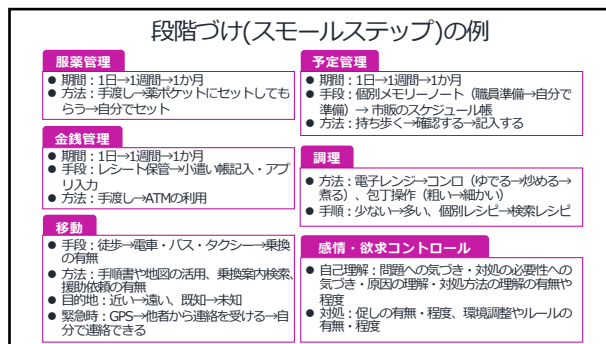 段階づけ(スモールステップ)の例
服薬管理
● 期間：1日→1週間→1か月
● 方法：手渡し→薬ポケットにセットしても
らう→自分でセット
金銭管理
● 期間：1日→1週間→1か月
● 手段：レシート保管→小遣い帳記入・アプ
リ入力
● 方法：手渡し→ATMの利用
移動
● 手段：徒歩→電車・バス・タクシー→乗換
の有無
● 方法：手順書や地図の活用、乗換案内検索、
援助依頼の有無
● 目的地：近い→遠い、既知→未知
● 緊急時：GPS→他者から連絡を受ける→自
分で連絡できる
予定管理
● 期間：1日→1週間→1か月
● 手段：個別メモリーノート（職員準備→自分で
準備）→ 市販のスケジュール帳
● 方法：持ち歩く→確認する→記入する
調理
● 方法：電子レンジ→コンロ（ゆでる→炒める→
煮る）、包丁操作（粗い→細かい）
● 手順：少ない→多い、個別レシピ→検索レシピ
感情・欲求コントロール
● 自己理解：問題への気づき・対処の必要性への
気づき・原因の理解・対処方法の理解の有無や
程度
● 対処：促しの有無・程度、環境調整やルールの
有無・程度